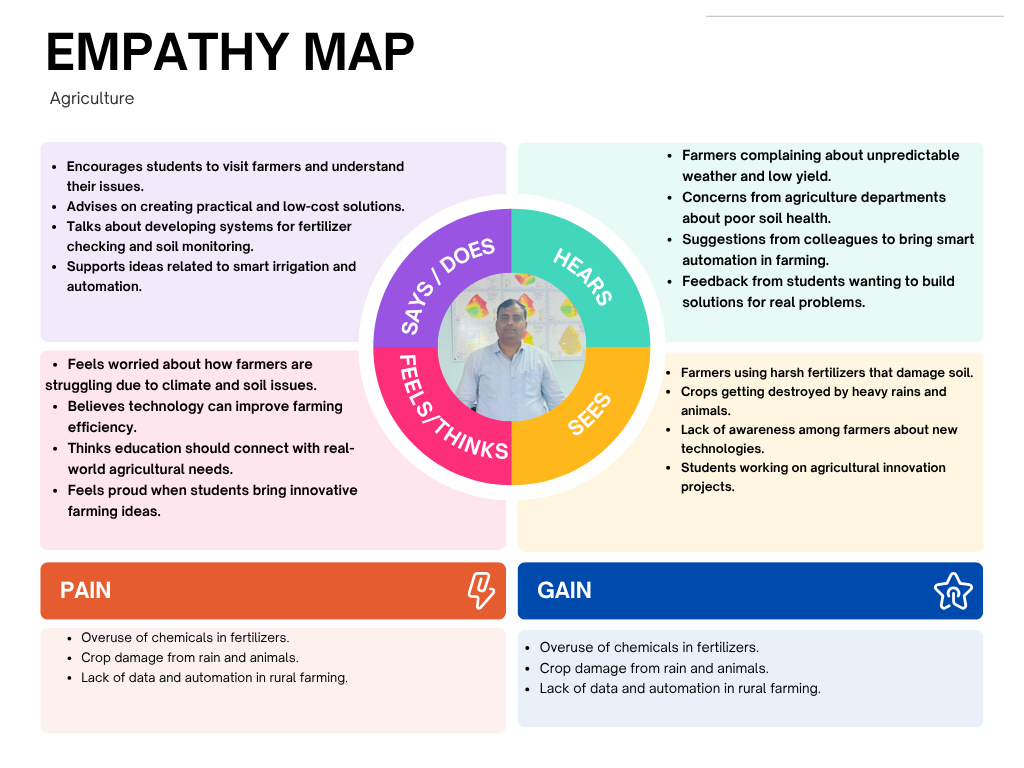 EMPATHY MAP
Agriculture
• Encourages students to visit farmers and understand
their issues.
• Advises on creating practical and low-cost solutions.
• Talks about developing systems for fertilizer
checking and soil monitoring.
• Supports ideas related to smart irrigation and
automation.
• Farmers complaining about unpredictable
weather and low yield.
• Concerns from agriculture departments
about poor soil health.
• Suggestions from colleagues to bring smart
automation in farming.
• Feedback from students wanting to build
solutions for real problems.
SAYS / DOES
HEARS
FEELS/THINKS
SEES
• Feels worried about how farmers are
struggling due to climate and soil issues.
• Believes technology can improve farming
efficiency.
• Thinks education should connect with real-
world agricultural needs.
• Feels proud when students bring innovative
farming ideas.
• Farmers using harsh fertilizers that damage soil.
• Crops getting destroyed by heavy rains and
animals.
• Lack of awareness among farmers about new
technologies.
• Students working on agricultural innovation
projects.
PAIN
• Overuse of chemicals in fertilizers.
• Crop damage from rain and animals.
• Lack of data and automation in rural farming.
GAIN
• Overuse of chemicals in fertilizers.
• Crop damage from rain and animals.
• Lack of data and automation in rural farming.